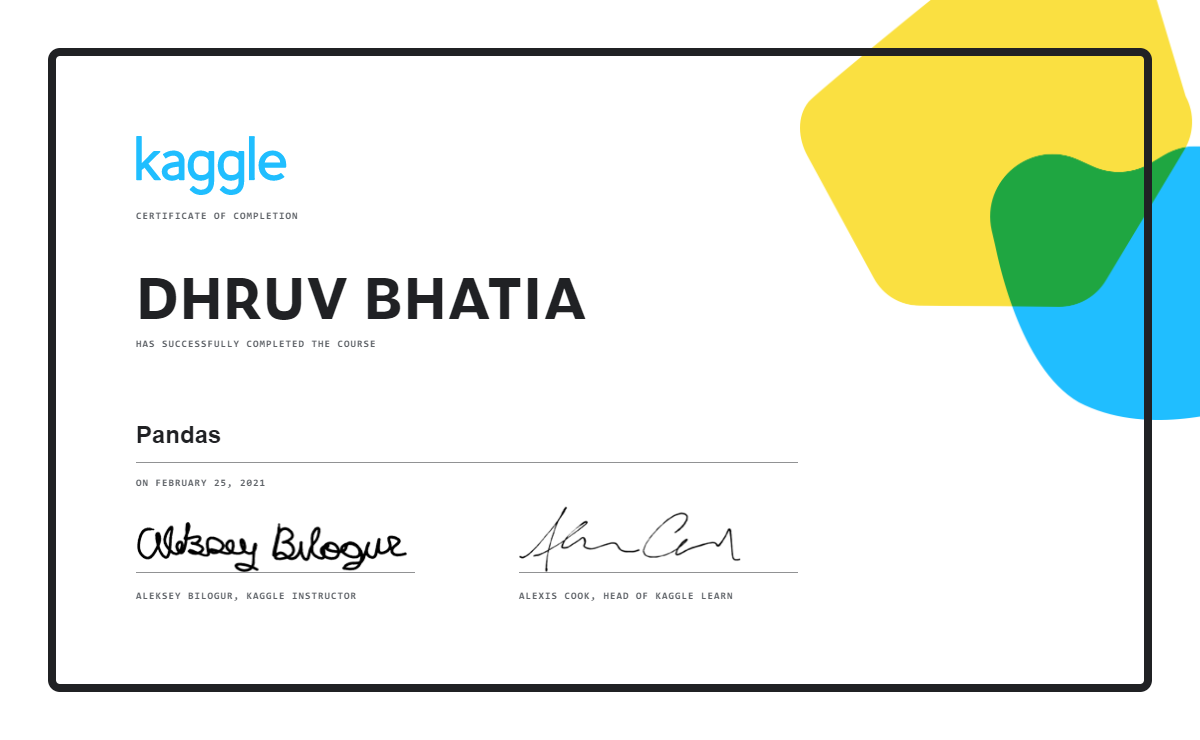 kaggle
CERTIFICATE OF COMPLETION
DHRUV BHATIA
HAS SUCCESSFULLY COMPLETED THE COURSE
Pandas
ON FEBRUARY 25, 2021
Aleksey Bilogur
Alexis Cook
ALEKSEY BILOGUR, KAGGLE INSTRUCTOR
ALEXIS COOK, HEAD OF KAGGLE LEARN